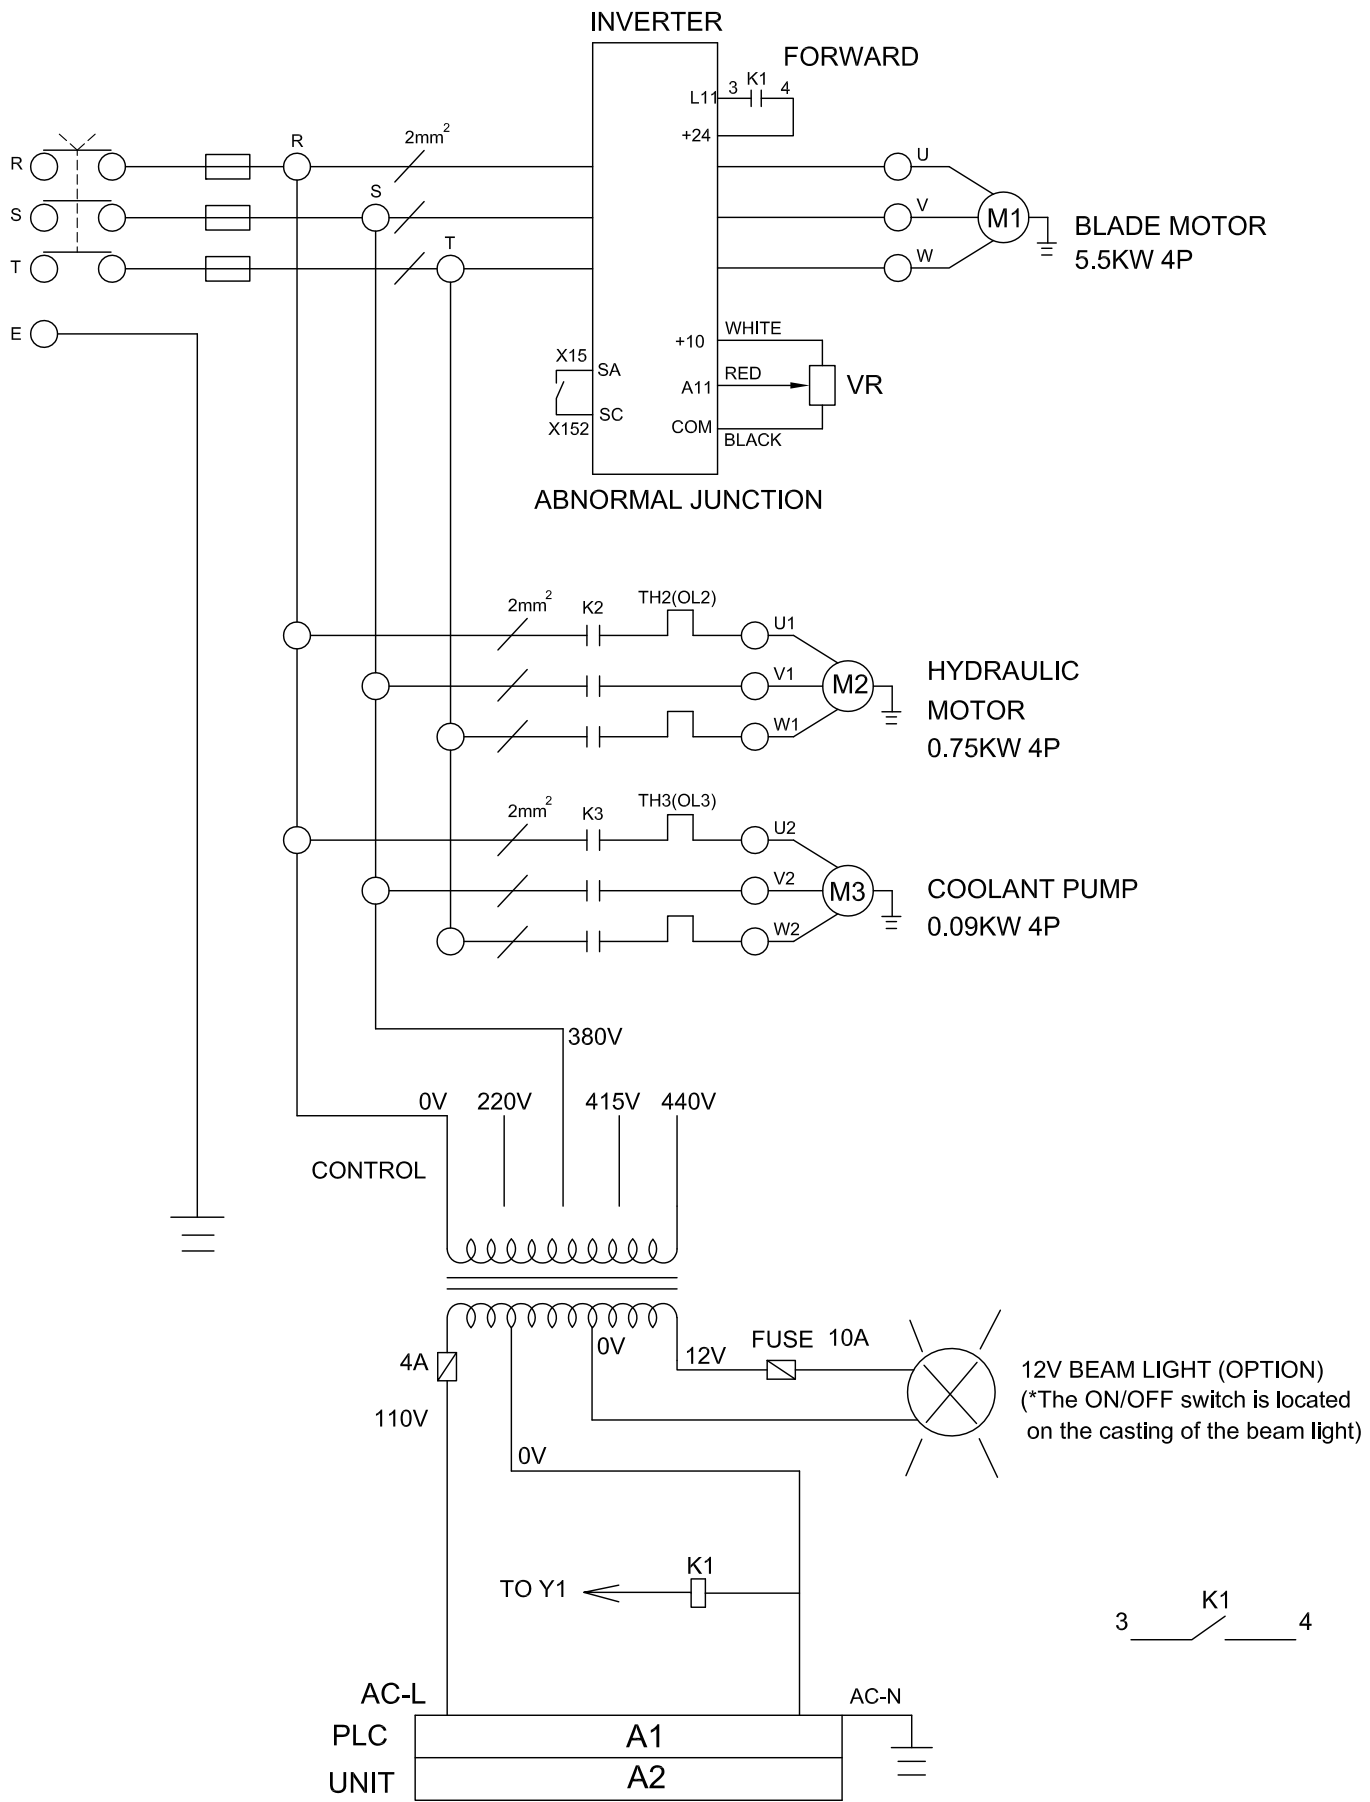 INVERTER
FORWARD
L11 3 K1 4
+24
R
2mm²
R
U
S
S
V
M1
BLADE MOTOR
5.5KW 4P
T
T
W
E
+10 WHITE
X15 SA
A11 RED
VR
X152 SC
COM BLACK
ABNORMAL JUNCTION
2mm² K2 TH2(OL2) U1
V1
M2
W1
HYDRAULIC
MOTOR
0.75KW 4P
2mm² K3 TH3(OL3) U2
V2
M3
W2
COOLANT PUMP
0.09KW 4P
380V
0V 220V 415V 440V
CONTROL
4A
110V
0V
0V
12V
FUSE 10A
12V BEAM LIGHT (OPTION)
(*The ON/OFF switch is located
on the casting of the beam light)
TO Y1
K1
3 K1 4
AC-L
AC-N
PLC A1
UNIT A2